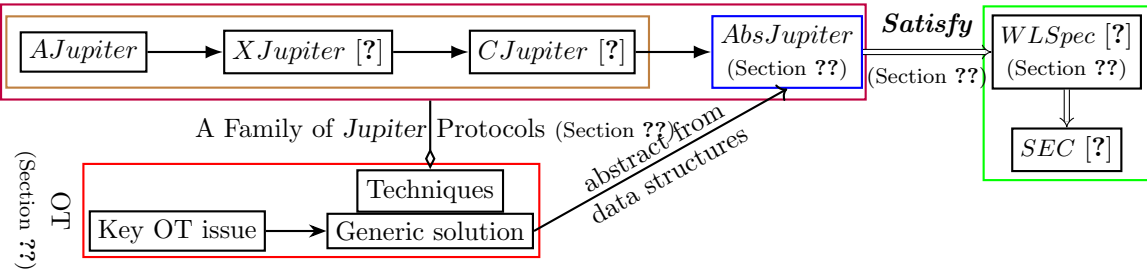 AJupiter
XJupiter [?]
CJupiter [?]
AbsJupiter
(Section ??)
Satisfy
(Section ??)
WLSpec [?]
(Section ??)
SEC [?]
A Family of Jupiter Protocols (Section ??)
abstract from
data structures
OT
(Section ??)
Techniques
Key OT issue
Generic solution